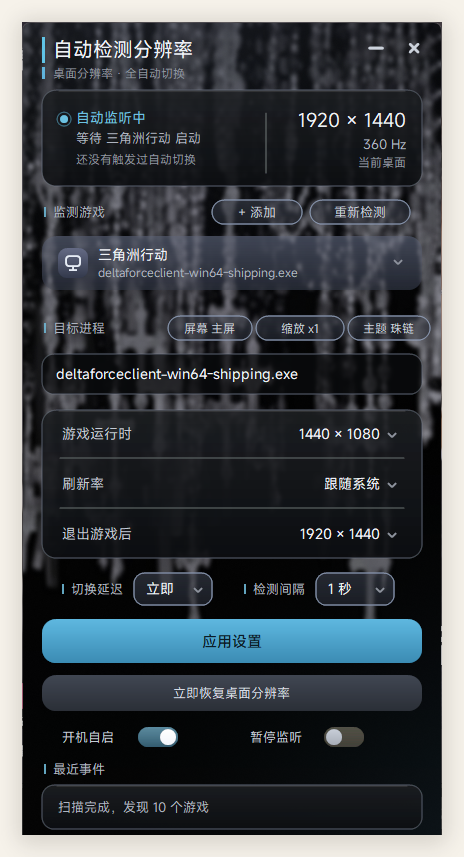 自动检测分辨率
桌面分辨率 · 全自动切换
自动监听中
等待 三角洲行动 启动
还没有触发过自动切换
1920 × 1440
360 Hz
当前桌面
监测游戏
+ 添加
重新检测
三角洲行动
deltaforceclient-win64-shipping.exe
目标进程
屏幕 主屏
缩放 x1
主题 珠链
deltaforceclient-win64-shipping.exe
游戏运行时
1440 × 1080
刷新率
跟随系统
退出游戏后
1920 × 1440
切换延迟
立即
检测间隔
1 秒
应用设置
立即恢复桌面分辨率
开机自启
暂停监听
最近事件
扫描完成，发现 10 个游戏